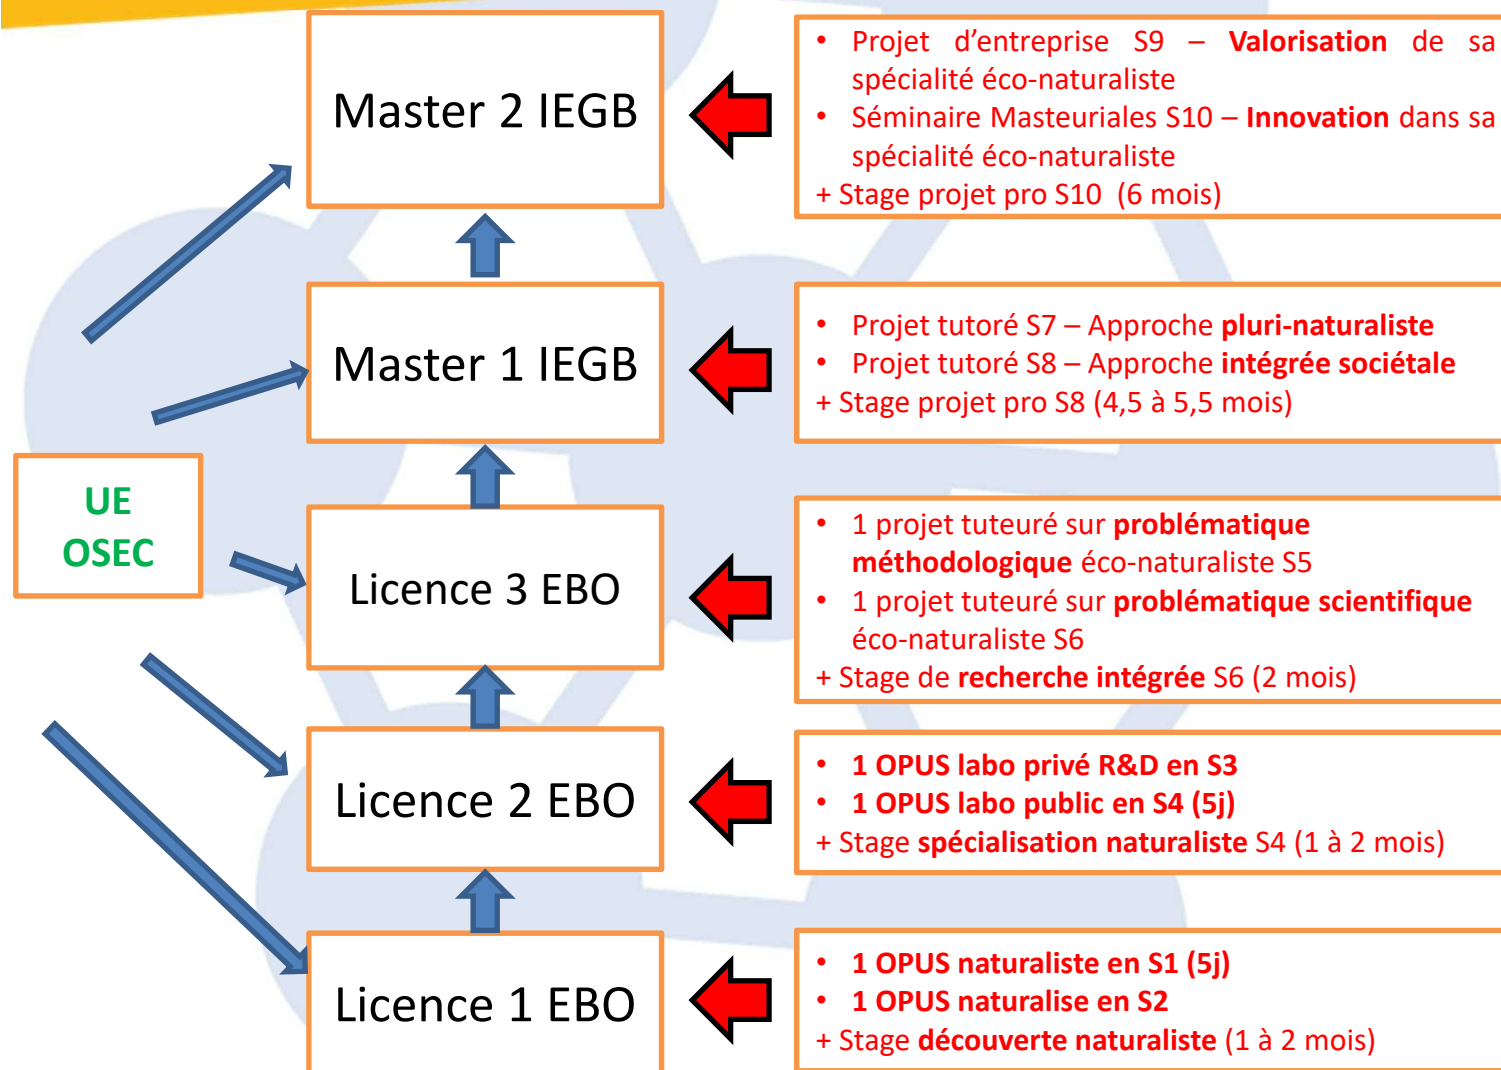 Master 2 IEGB
• Projet d’entreprise S9 – Valorisation de sa
spécialité éco-naturaliste
• Séminaire Masteuriales S10 – Innovation dans sa
spécialité éco-naturaliste
+ Stage projet pro S10 (6 mois)
Master 1 IEGB
• Projet tutoré S7 – Approche pluri-naturaliste
• Projet tutoré S8 – Approche intégrée sociétale
+ Stage projet pro S8 (4,5 à 5,5 mois)
UE
OSEC
Licence 3 EBO
• 1 projet tuteuré sur problématique
méthodologique éco-naturaliste S5
• 1 projet tuteuré sur problématique scientifique
éco-naturaliste S6
+ Stage de recherche intégrée S6 (2 mois)
Licence 2 EBO
• 1 OPUS labo privé R&D en S3
• 1 OPUS labo public en S4 (5j)
+ Stage spécialisation naturaliste S4 (1 à 2 mois)
Licence 1 EBO
• 1 OPUS naturaliste en S1 (5j)
• 1 OPUS naturalise en S2
+ Stage découverte naturaliste (1 à 2 mois)